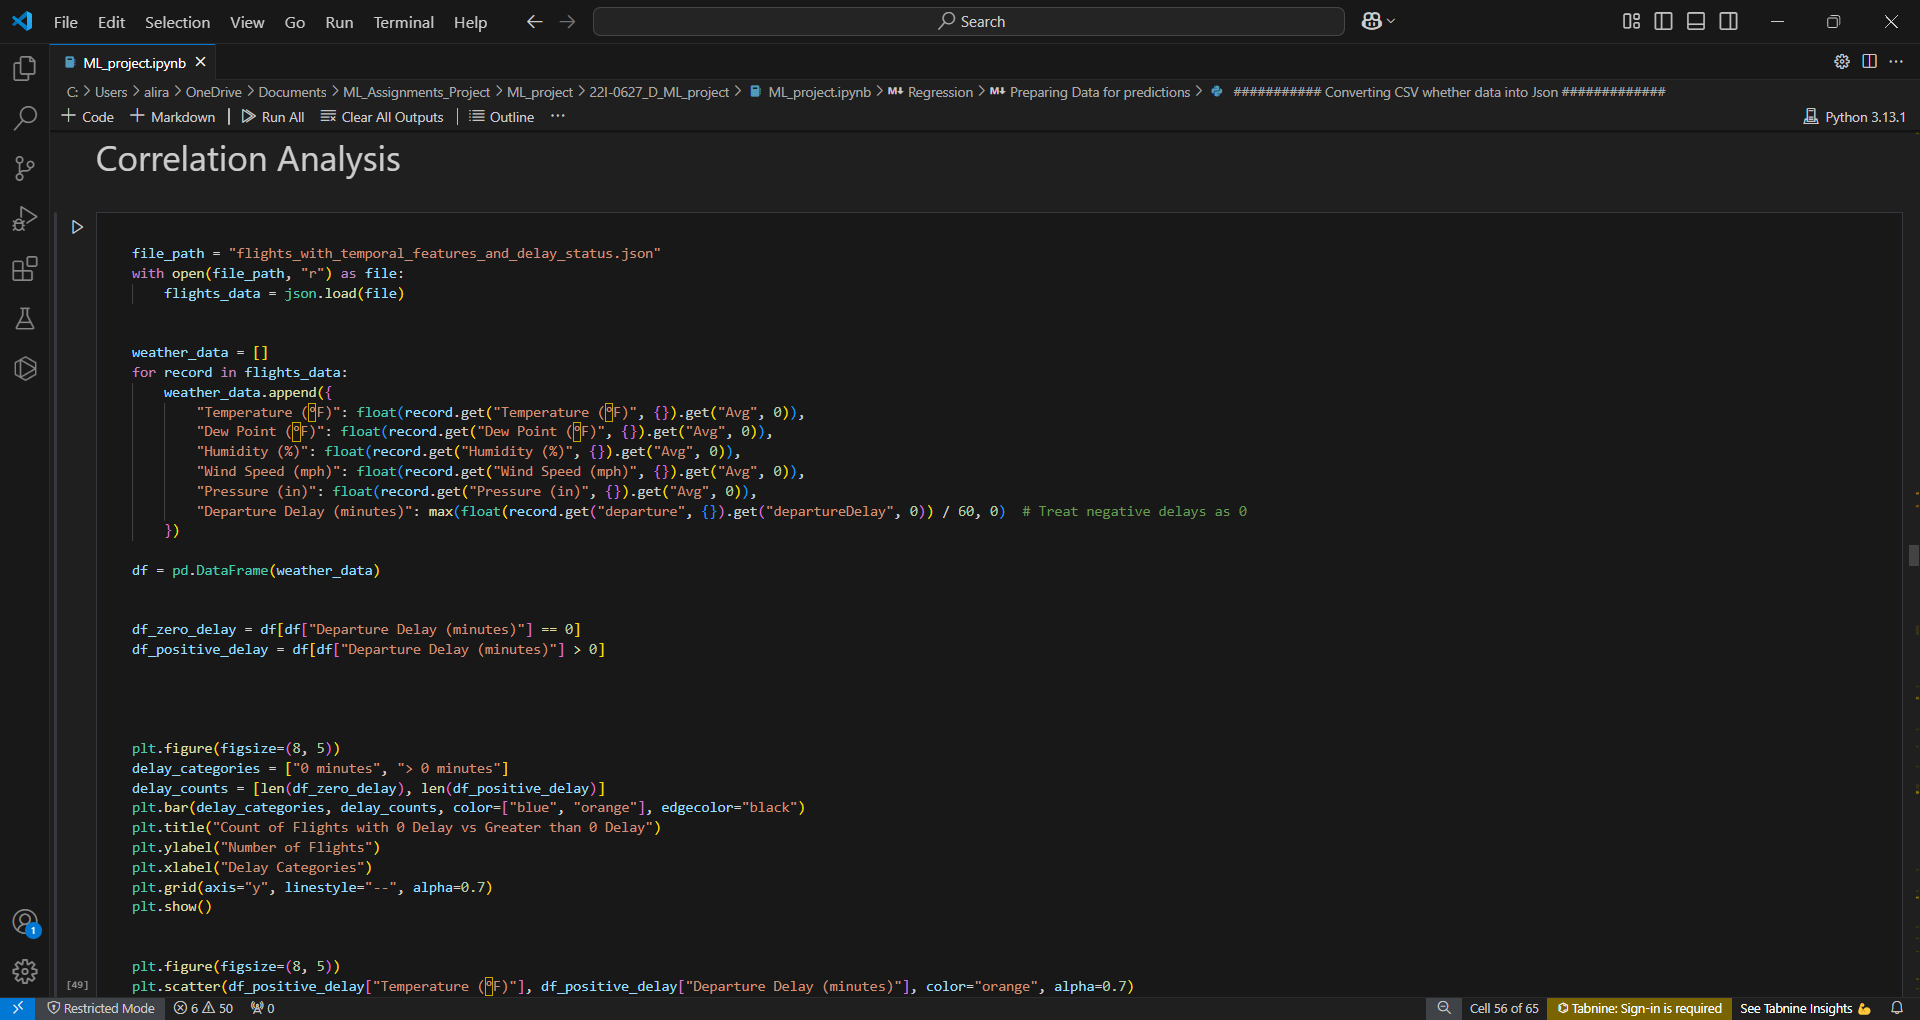 File Edit Selection View Go Run Terminal Help
Search
ML_project.ipynb
C: > Users > alira > OneDrive > Documents > ML_Assignments_Project > ML_project > 22I-0627_D_ML_project > ML_project.ipynb > M↓ Regression > M↓ Preparing Data for predictions > ########### Converting CSV whether data into Json #############
+ Code + Markdown | Run All Clear All Outputs | Outline ...
Python 3.13.1
Correlation Analysis
file_path = "flights_with_temporal_features_and_delay_status.json"
with open(file_path, "r") as file:
    flights_data = json.load(file)
weather_data = []
for record in flights_data:
    weather_data.append({
        "Temperature (ºF)": float(record.get("Temperature (ºF)", {}).get("Avg", 0)),
        "Dew Point (ºF)": float(record.get("Dew Point (ºF)", {}).get("Avg", 0)),
        "Humidity (%)": float(record.get("Humidity (%)", {}).get("Avg", 0)),
        "Wind Speed (mph)": float(record.get("Wind Speed (mph)", {}).get("Avg", 0)),
        "Pressure (in)": float(record.get("Pressure (in)", {}).get("Avg", 0)),
        "Departure Delay (minutes)": max(float(record.get("departure", {}).get("departureDelay", 0)) / 60, 0)  # Treat negative delays as 0
    })
df = pd.DataFrame(weather_data)
df_zero_delay = df[df["Departure Delay (minutes)"] == 0]
df_positive_delay = df[df["Departure Delay (minutes)"] > 0]
plt.figure(figsize=(8, 5))
delay_categories = ["0 minutes", "> 0 minutes"]
delay_counts = [len(df_zero_delay), len(df_positive_delay)]
plt.bar(delay_categories, delay_counts, color=["blue", "orange"], edgecolor="black")
plt.title("Count of Flights with 0 Delay vs Greater than 0 Delay")
plt.ylabel("Number of Flights")
plt.xlabel("Delay Categories")
plt.grid(axis="y", linestyle="--", alpha=0.7)
plt.show()
plt.figure(figsize=(8, 5))
[49]
plt.scatter(df_positive_delay["Temperature (ºF)"], df_positive_delay["Departure Delay (minutes)"], color="orange", alpha=0.7)
1
Restricted Mode 6 50 0
Cell 56 of 65 Tabnine: Sign-in is required See Tabnine Insights 💪